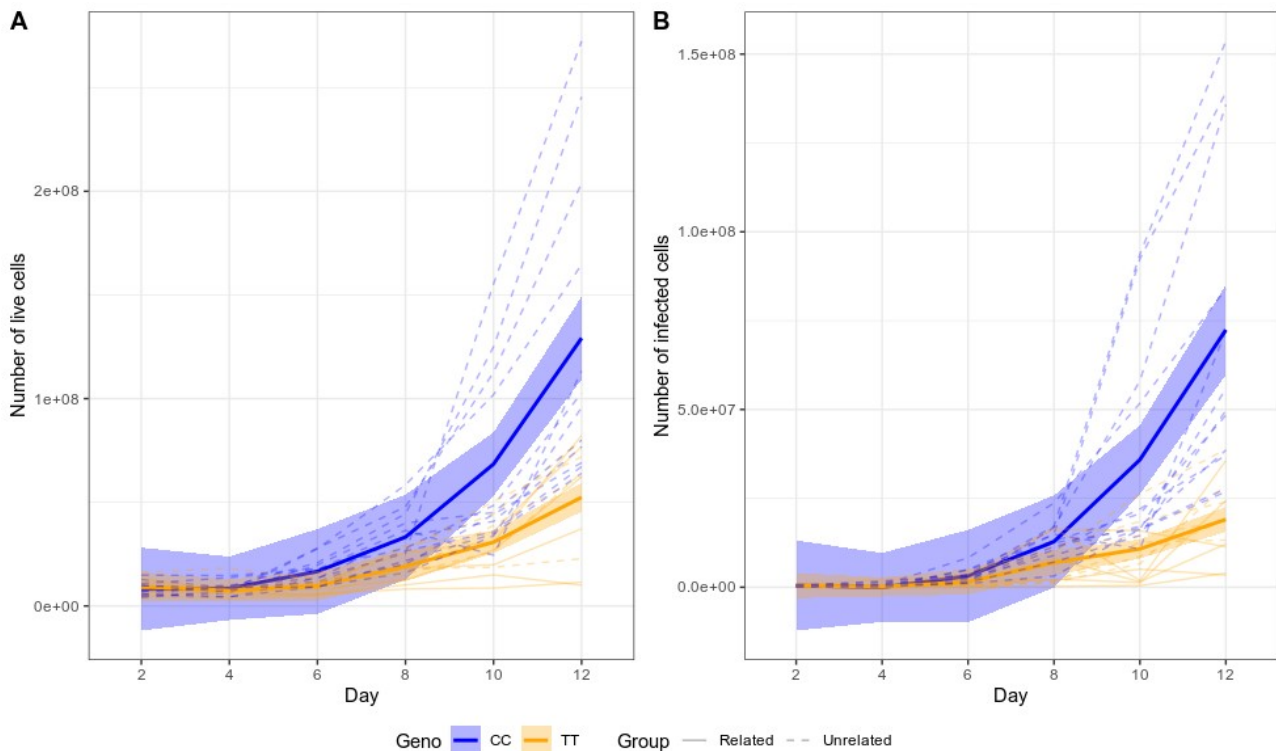 A
B
Number of live cells
2e+08
1e+08
0e+00
2 4 6 8 10 12
Day
Number of infected cells
1.5e+08
1.0e+08
5.0e+07
0.0e+00
2 4 6 8 10 12
Day
Geno CC TT Group Related Unrelated